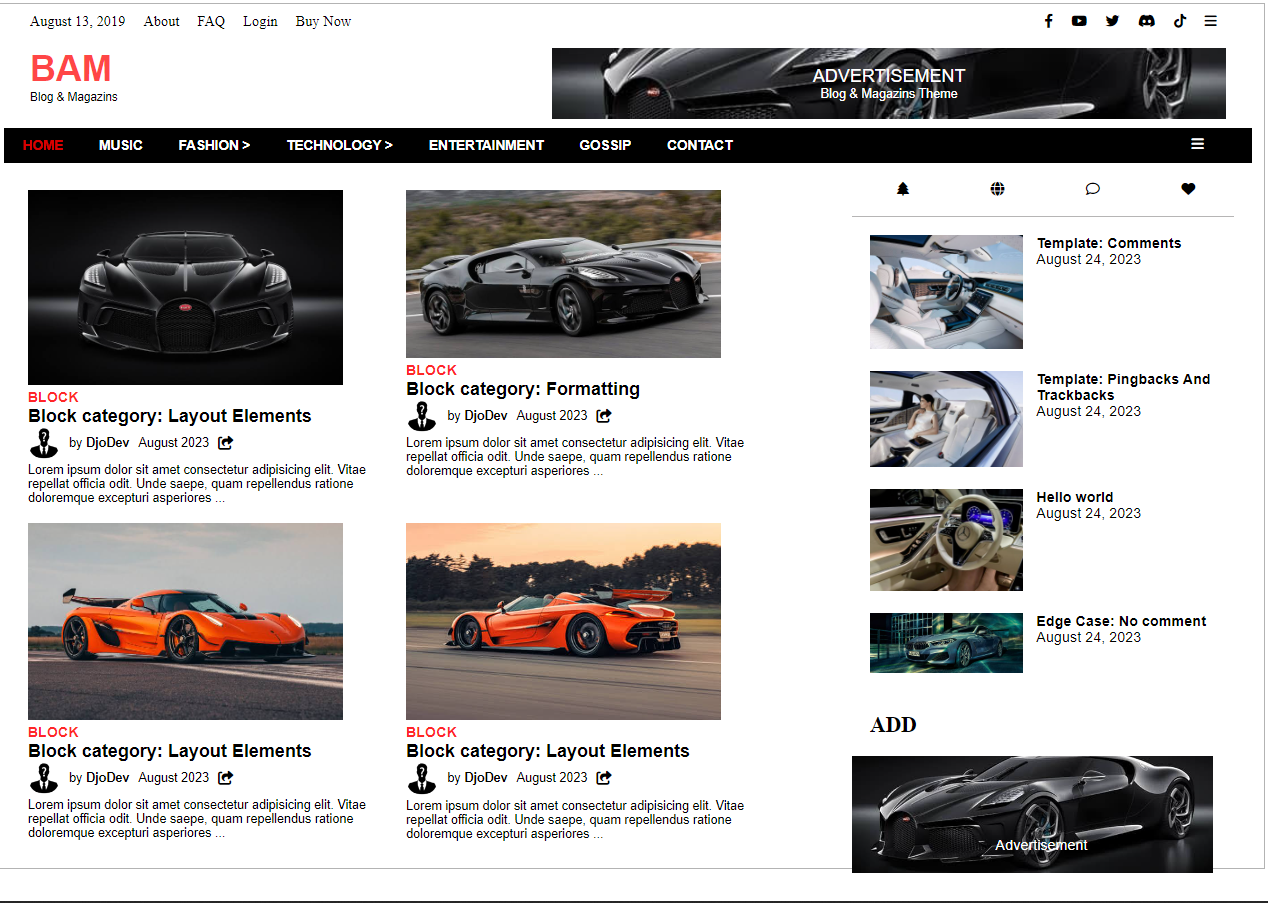 August 13, 2019 About FAQ Login Buy Now
BAM
Blog & Magazins
ADVERTISEMENT
Blog & Magazins Theme
HOME MUSIC FASHION > TECHNOLOGY > ENTERTAINMENT GOSSIP CONTACT
BLOCK
Block category: Layout Elements
by DjoDev August 2023
Lorem ipsum dolor sit amet consectetur adipisicing elit. Vitae
repellat officia odit. Unde saepe, quam repellendus ratione
doloremque excepturi asperiores ...
BLOCK
Block category: Formatting
by DjoDev August 2023
Lorem ipsum dolor sit amet consectetur adipisicing elit. Vitae
repellat officia odit. Unde saepe, quam repellendus ratione
doloremque excepturi asperiores ...
BLOCK
Block category: Layout Elements
by DjoDev August 2023
Lorem ipsum dolor sit amet consectetur adipisicing elit. Vitae
repellat officia odit. Unde saepe, quam repellendus ratione
doloremque excepturi asperiores ...
BLOCK
Block category: Layout Elements
by DjoDev August 2023
Lorem ipsum dolor sit amet consectetur adipisicing elit. Vitae
repellat officia odit. Unde saepe, quam repellendus ratione
doloremque excepturi asperiores ...
Template: Comments
August 24, 2023
Template: Pingbacks And
Trackbacks
August 24, 2023
Hello world
August 24, 2023
Edge Case: No comment
August 24, 2023
ADD
Advertisement